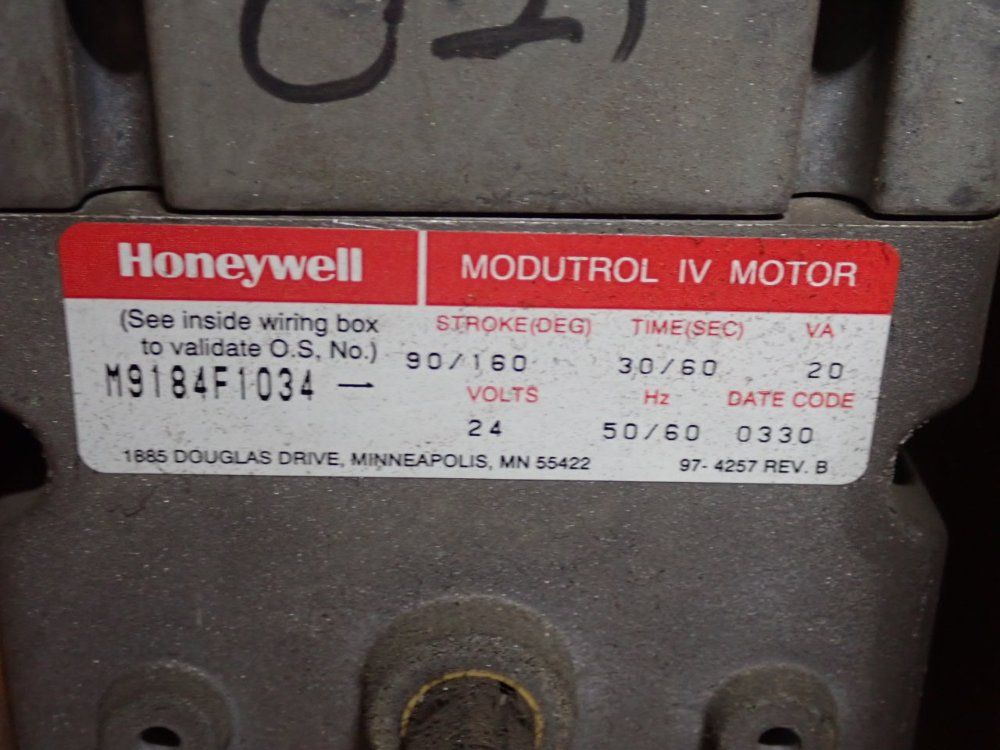 Honeywell
MODUTROL IV MOTOR
(See inside wiring box
to validate O.S, No.)
M9184F1034 —
STROKE(DEG) TIME(SEC) VA
90/160 30/60 20
VOLTS Hz DATE CODE
24 50/60 0330
1885 DOUGLAS DRIVE, MINNEAPOLIS, MN 55422
97- 4257 REV. B